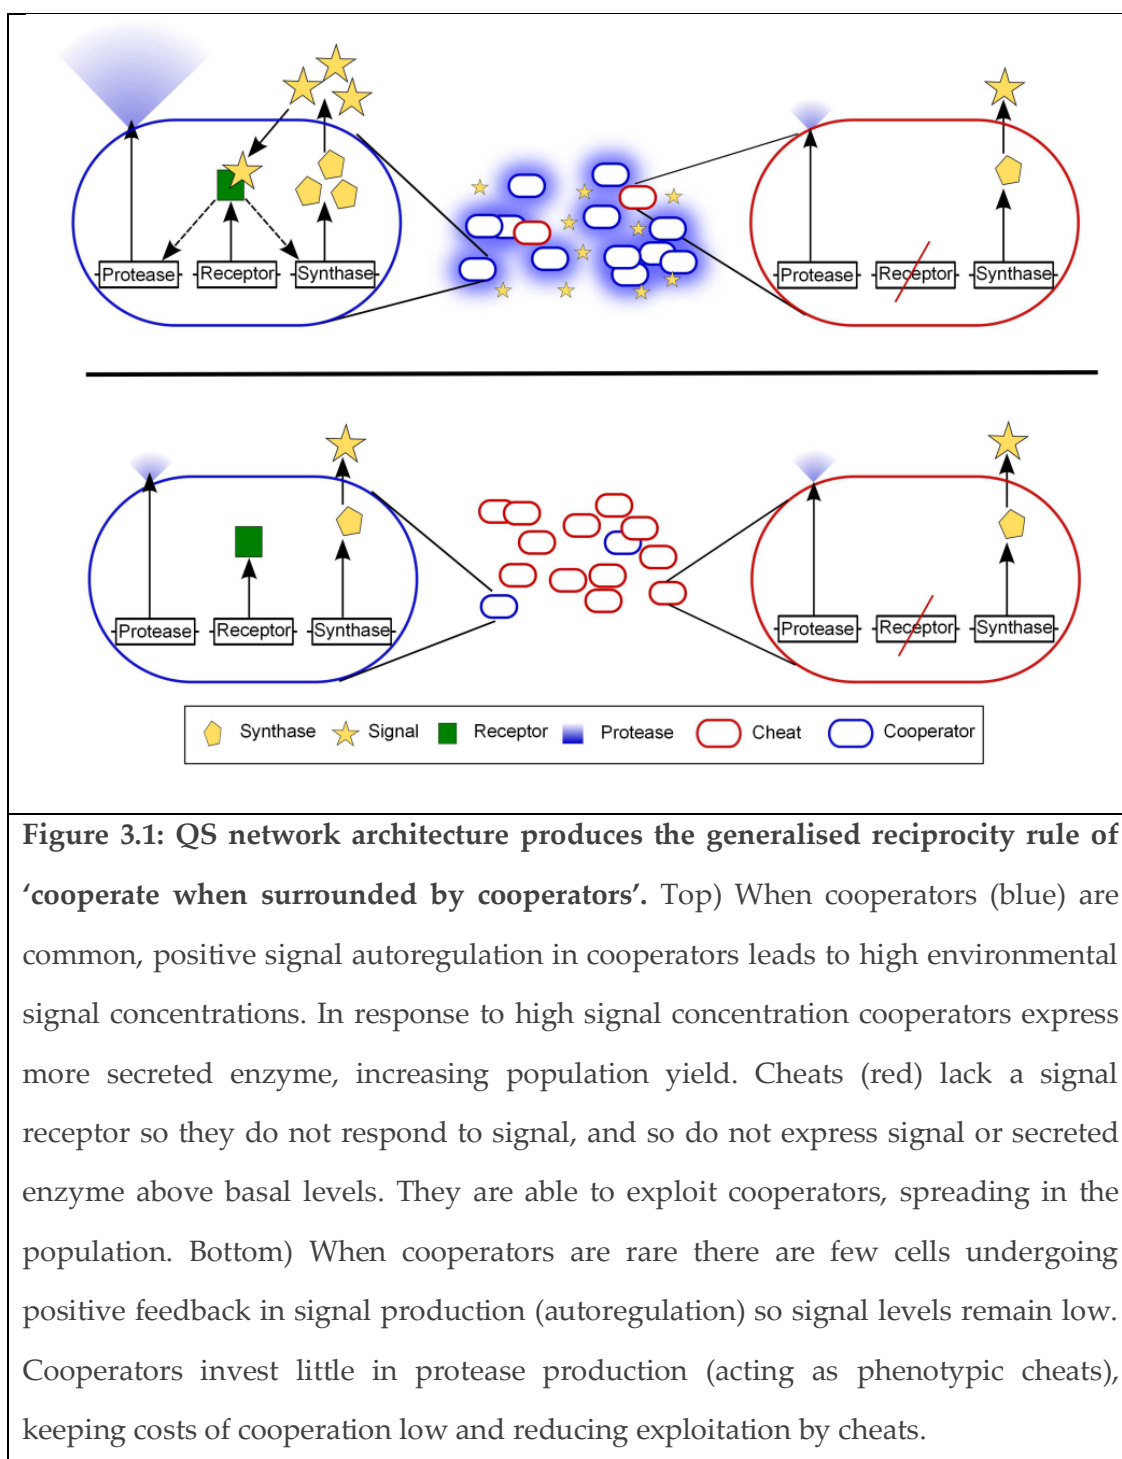 Protease Receptor Synthase
Protease Receptor Synthase
Protease Receptor Synthase
Protease Receptor Synthase
Synthase Signal Receptor Protease Cheat Cooperator
Figure 3.1: QS network architecture produces the generalised reciprocity rule of
‘cooperate when surrounded by cooperators’. Top) When cooperators (blue) are
common, positive signal autoregulation in cooperators leads to high environmental
signal concentrations. In response to high signal concentration cooperators express
more secreted enzyme, increasing population yield. Cheats (red) lack a signal
receptor so they do not respond to signal, and so do not express signal or secreted
enzyme above basal levels. They are able to exploit cooperators, spreading in the
population. Bottom) When cooperators are rare there are few cells undergoing
positive feedback in signal production (autoregulation) so signal levels remain low.
Cooperators invest little in protease production (acting as phenotypic cheats),
keeping costs of cooperation low and reducing exploitation by cheats.